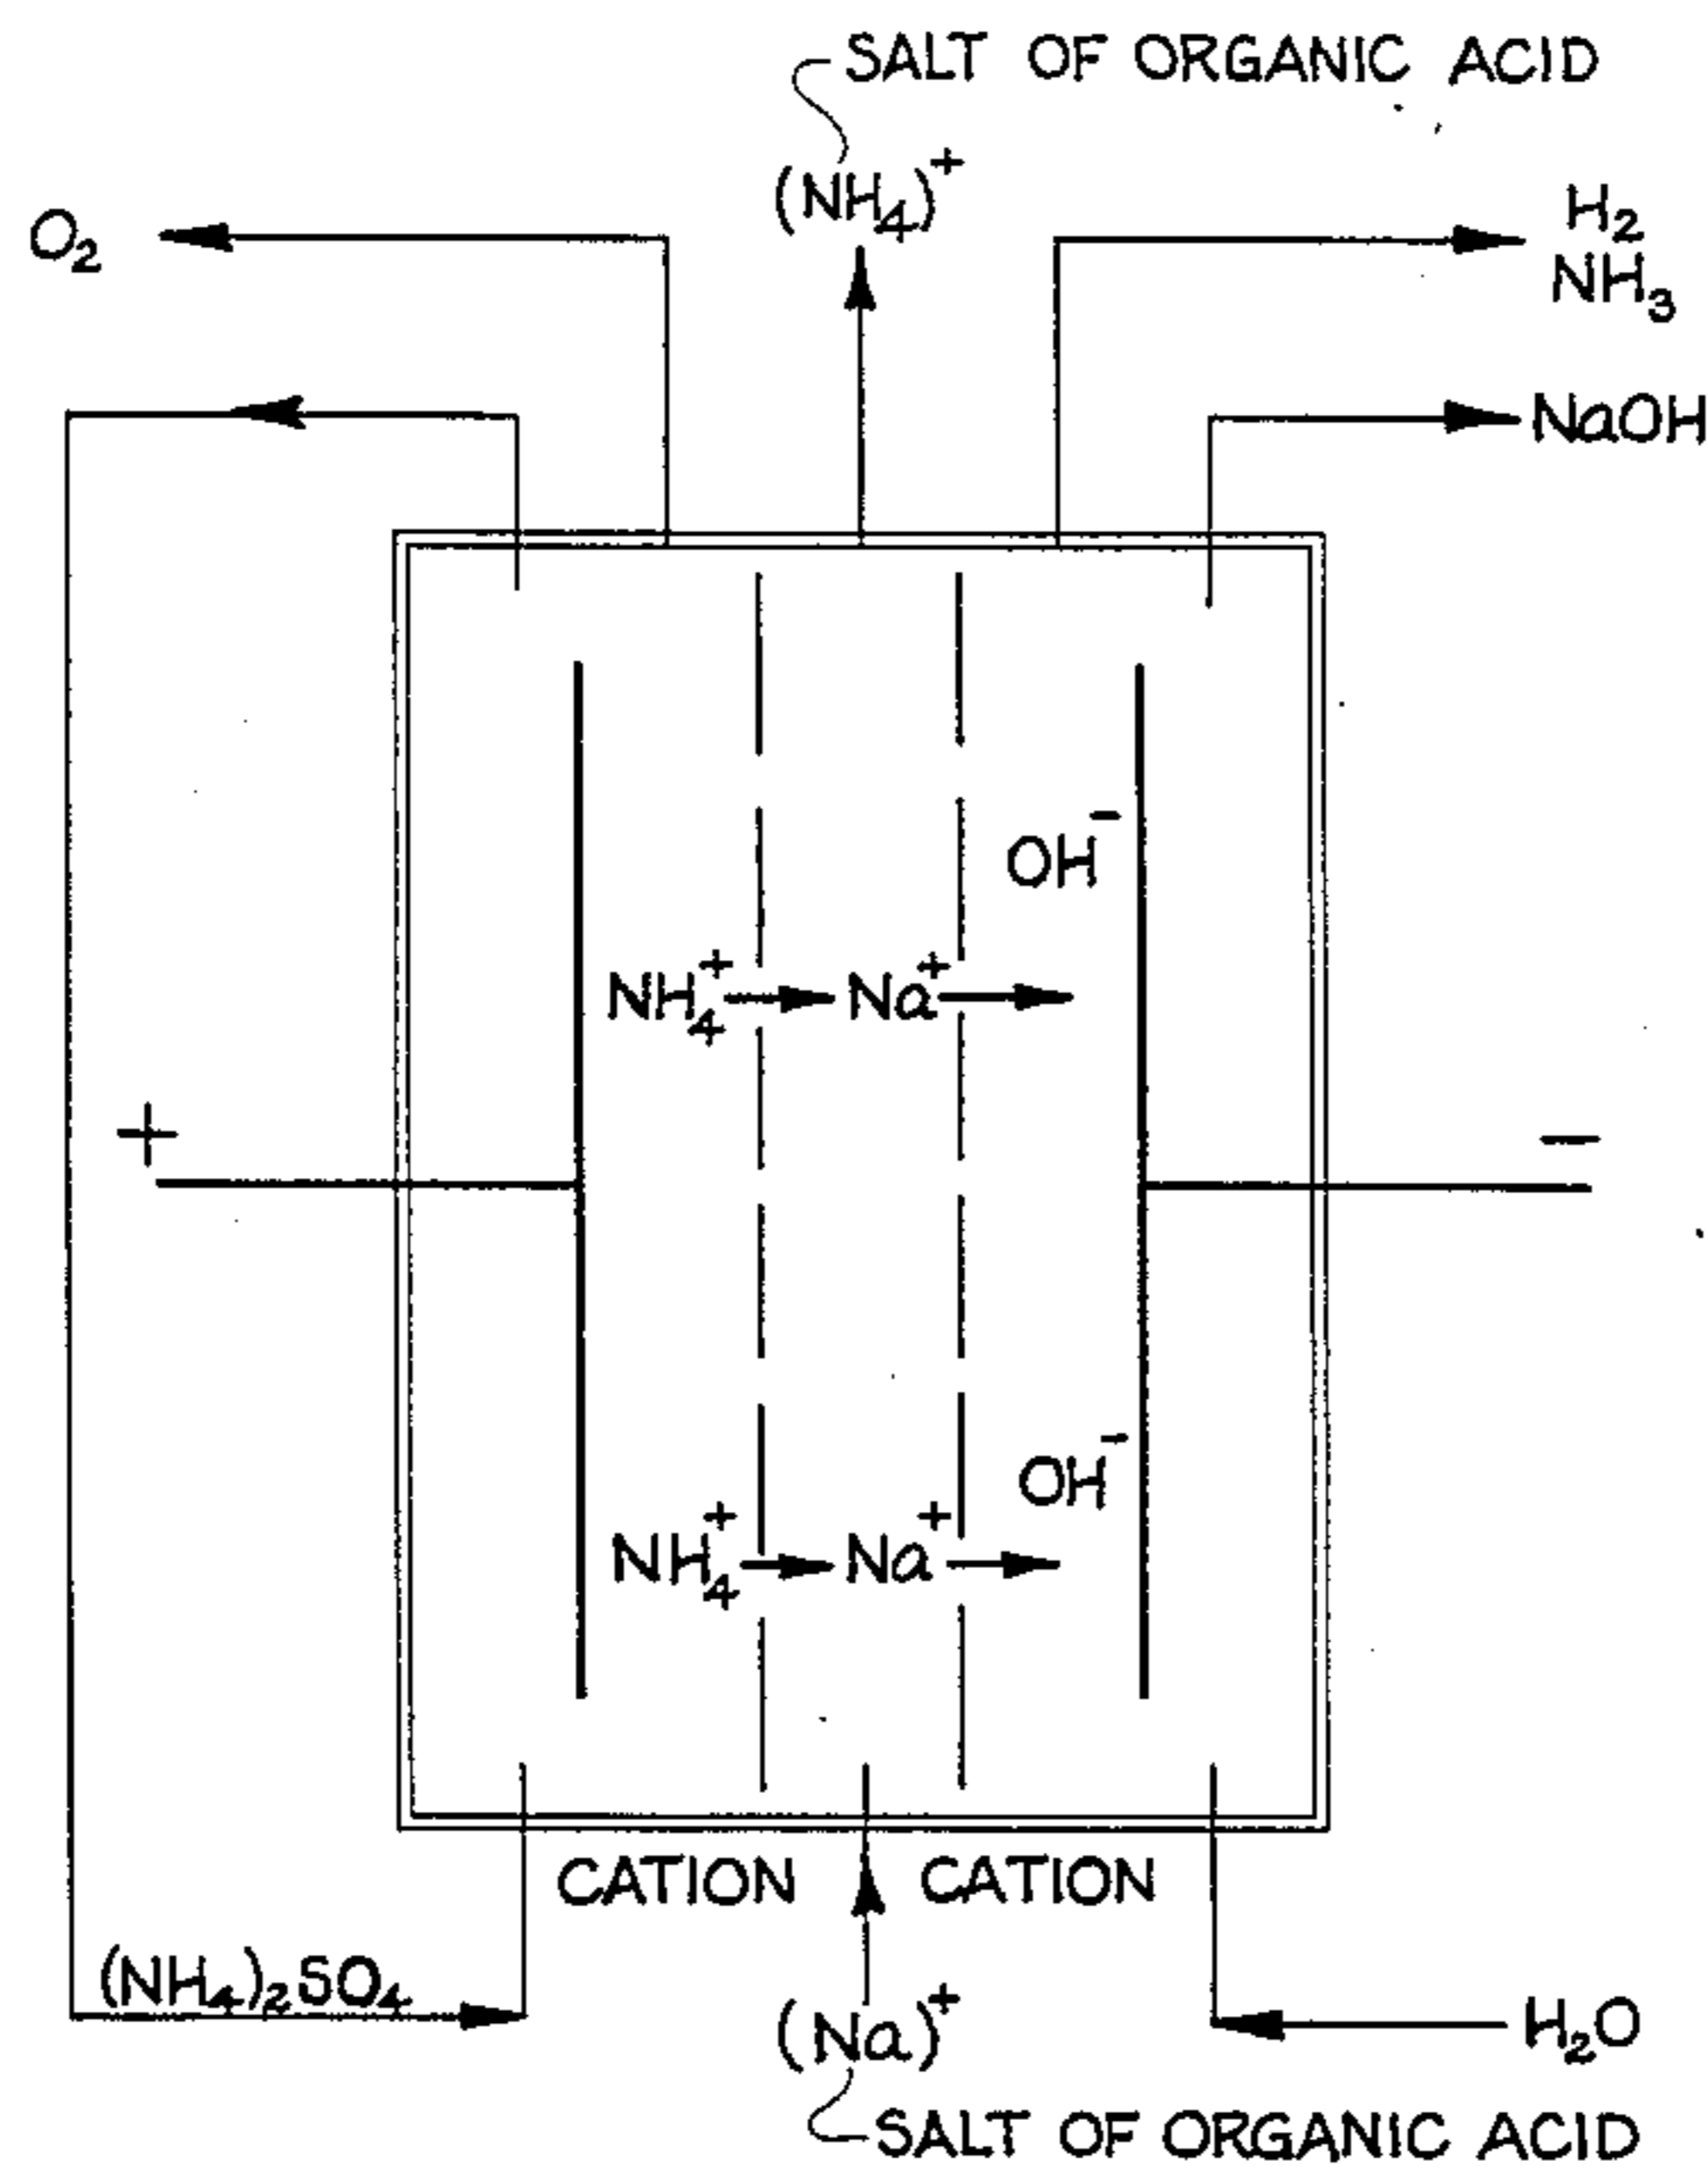 SALT OF ORGANIC ACID
(NH₄)⁺
O₂
H₂
NH₃
NaOH
OH⁻
NH₄⁺ Na⁺
+
−
OH⁻
NH₄⁺ Na⁺
CATION CATION
(NH₄)₂SO₄
(Na)⁺
H₂O
SALT OF ORGANIC ACID